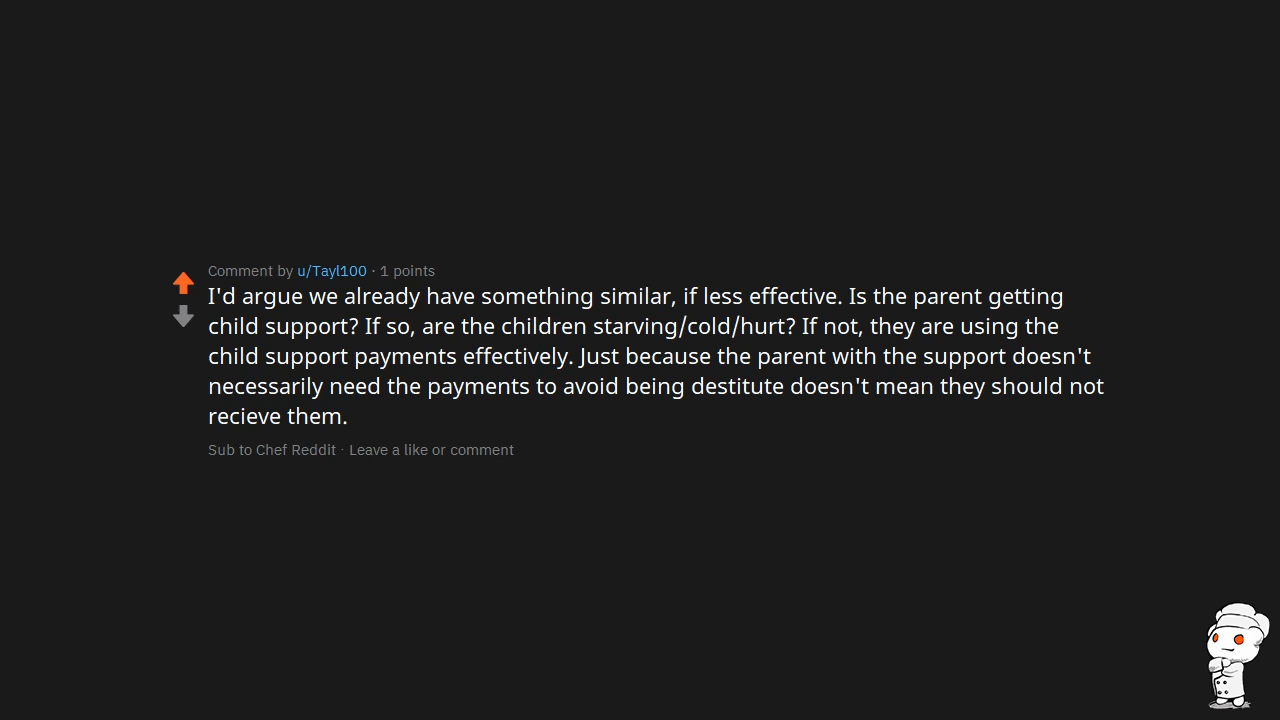 Comment by u/Tayl100 · 1 points
I'd argue we already have something similar, if less effective. Is the parent getting
child support? If so, are the children starving/cold/hurt? If not, they are using the
child support payments effectively. Just because the parent with the support doesn't
necessarily need the payments to avoid being destitute doesn't mean they should not
recieve them.
Sub to Chef Reddit · Leave a like or comment